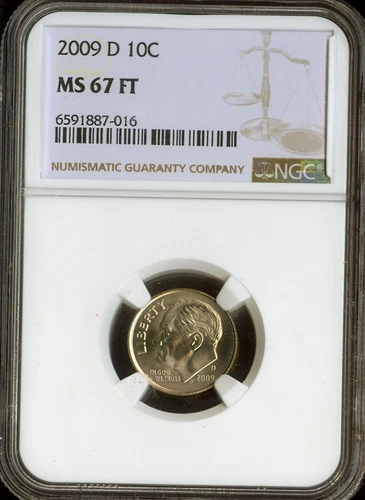 2009 D 10C
MS 67 FT
6591887-016
NUMISMATIC GUARANTY COMPANY
NGC
LIBERTY
IN GOD
WE TRUST
D
2009